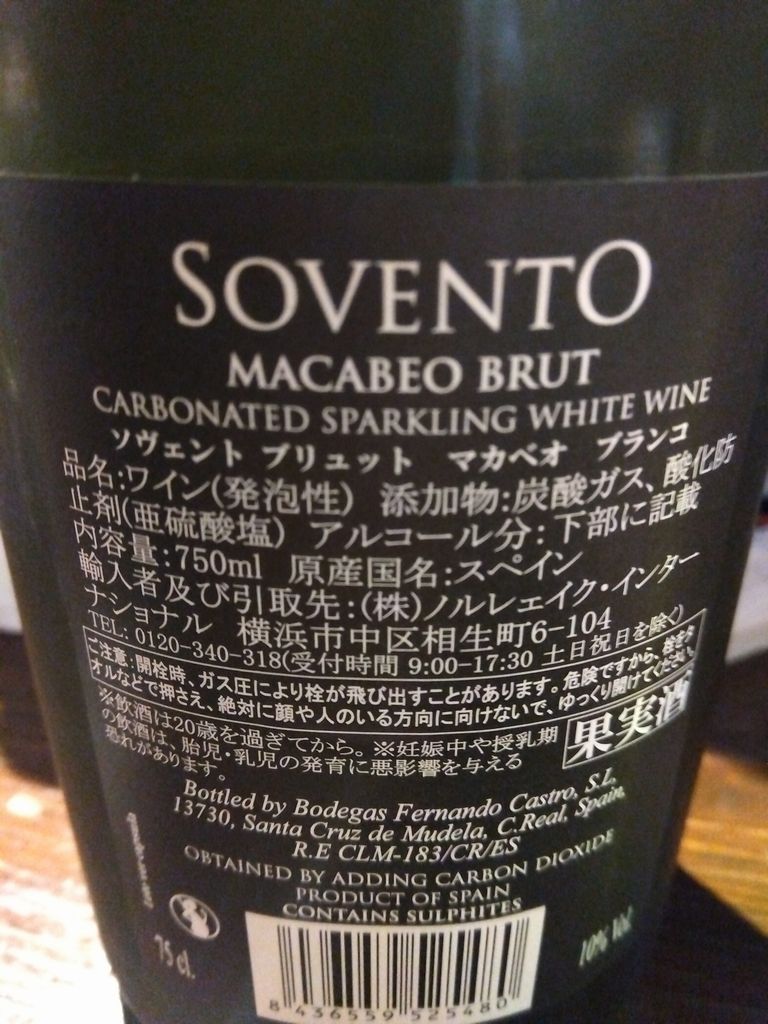 SOVENTO
MACABEO BRUT
CARBONATED SPARKLING WHITE WINE
ソヴェント ブリュット マカベオ ブランコ
品名:ワイン(発泡性) 添加物:炭酸ガス、酸化防
止剤(亜硫酸塩) アルコール分:下部に記載
内容量:750ml 原産国名:スペイン
輸入者及び引取先:(株)ノルレェイク・インター
ナショナル 横浜市中区相生町6-104
TEL: 0120-340-318(受付時間 9:00-17:30 土日祝日を除く)
ご注意:開栓時、ガス圧により栓が飛び出すことがあります。危険ですから、栓をタ
オルなどで押さえ、絶対に顔や人のいる方向に向けないで、ゆっくり開けてください。
※飲酒は20歳を過ぎてから。※妊娠中や授乳期
の飲酒は、胎児・乳児の発育に悪影響を与える
恐れがあります。
果実酒
Bottled by Bodegas Fernando Castro, S.L.
13730, Santa Cruz de Mudela, C.Real, Spain.
R.E CLM-183/CR/ES
OBTAINED BY ADDING CARBON DIOXIDE
PRODUCT OF SPAIN
CONTAINS SULPHITES
75 cl.
10% Vol.
8 436559 525480